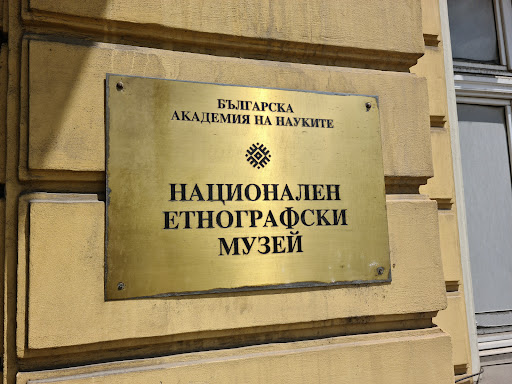 БЪЛГАРСКА
АКАДЕМИЯ НА НАУКИТЕ
НАЦИОНАЛЕН
ЕТНОГРАФСКИ
МУЗЕЙ